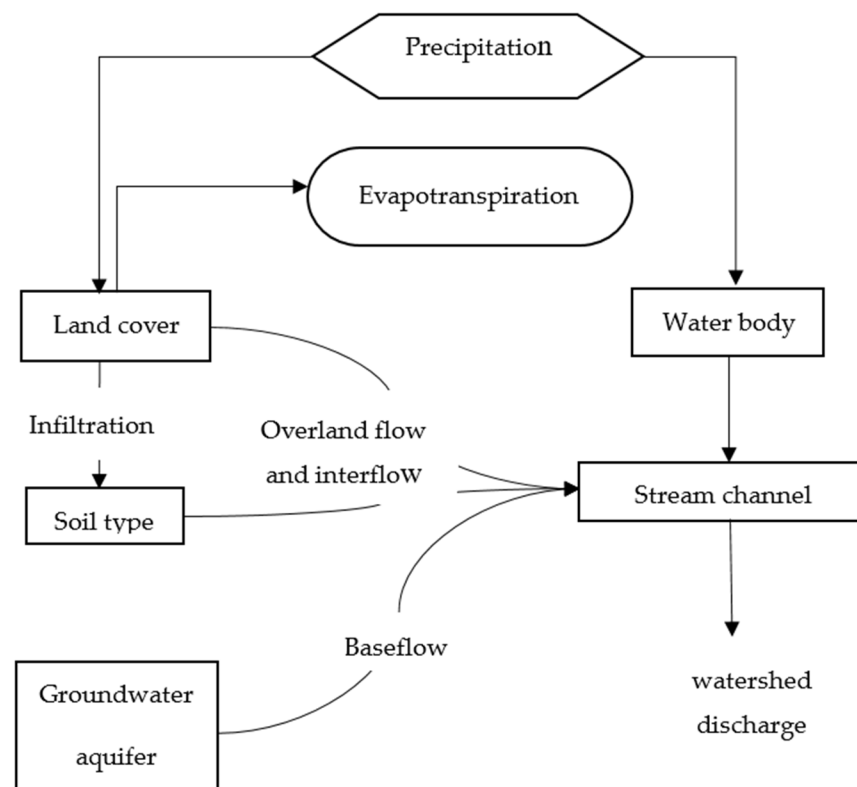 Precipitation
Evapotranspiration
Land cover
Water body
Infiltration
Overland flow
and interflow
Stream channel
Soil type
Baseflow
Groundwater
aquifer
watershed
discharge